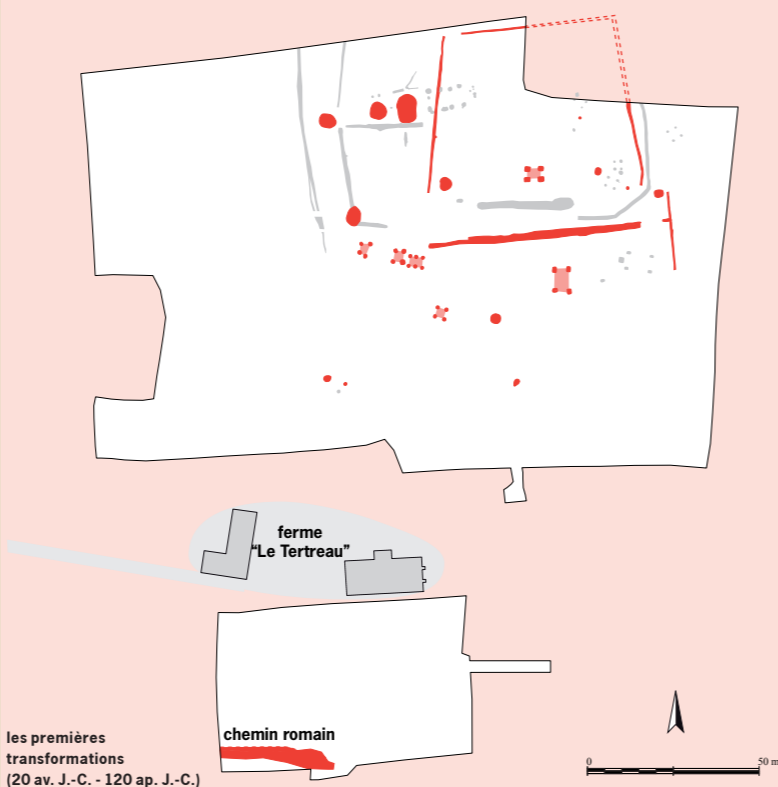 ferme
"Le Tertreau"
chemin romain
les premières
transformations
(20 av. J.-C. - 120 ap. J.-C.)
0 50 m